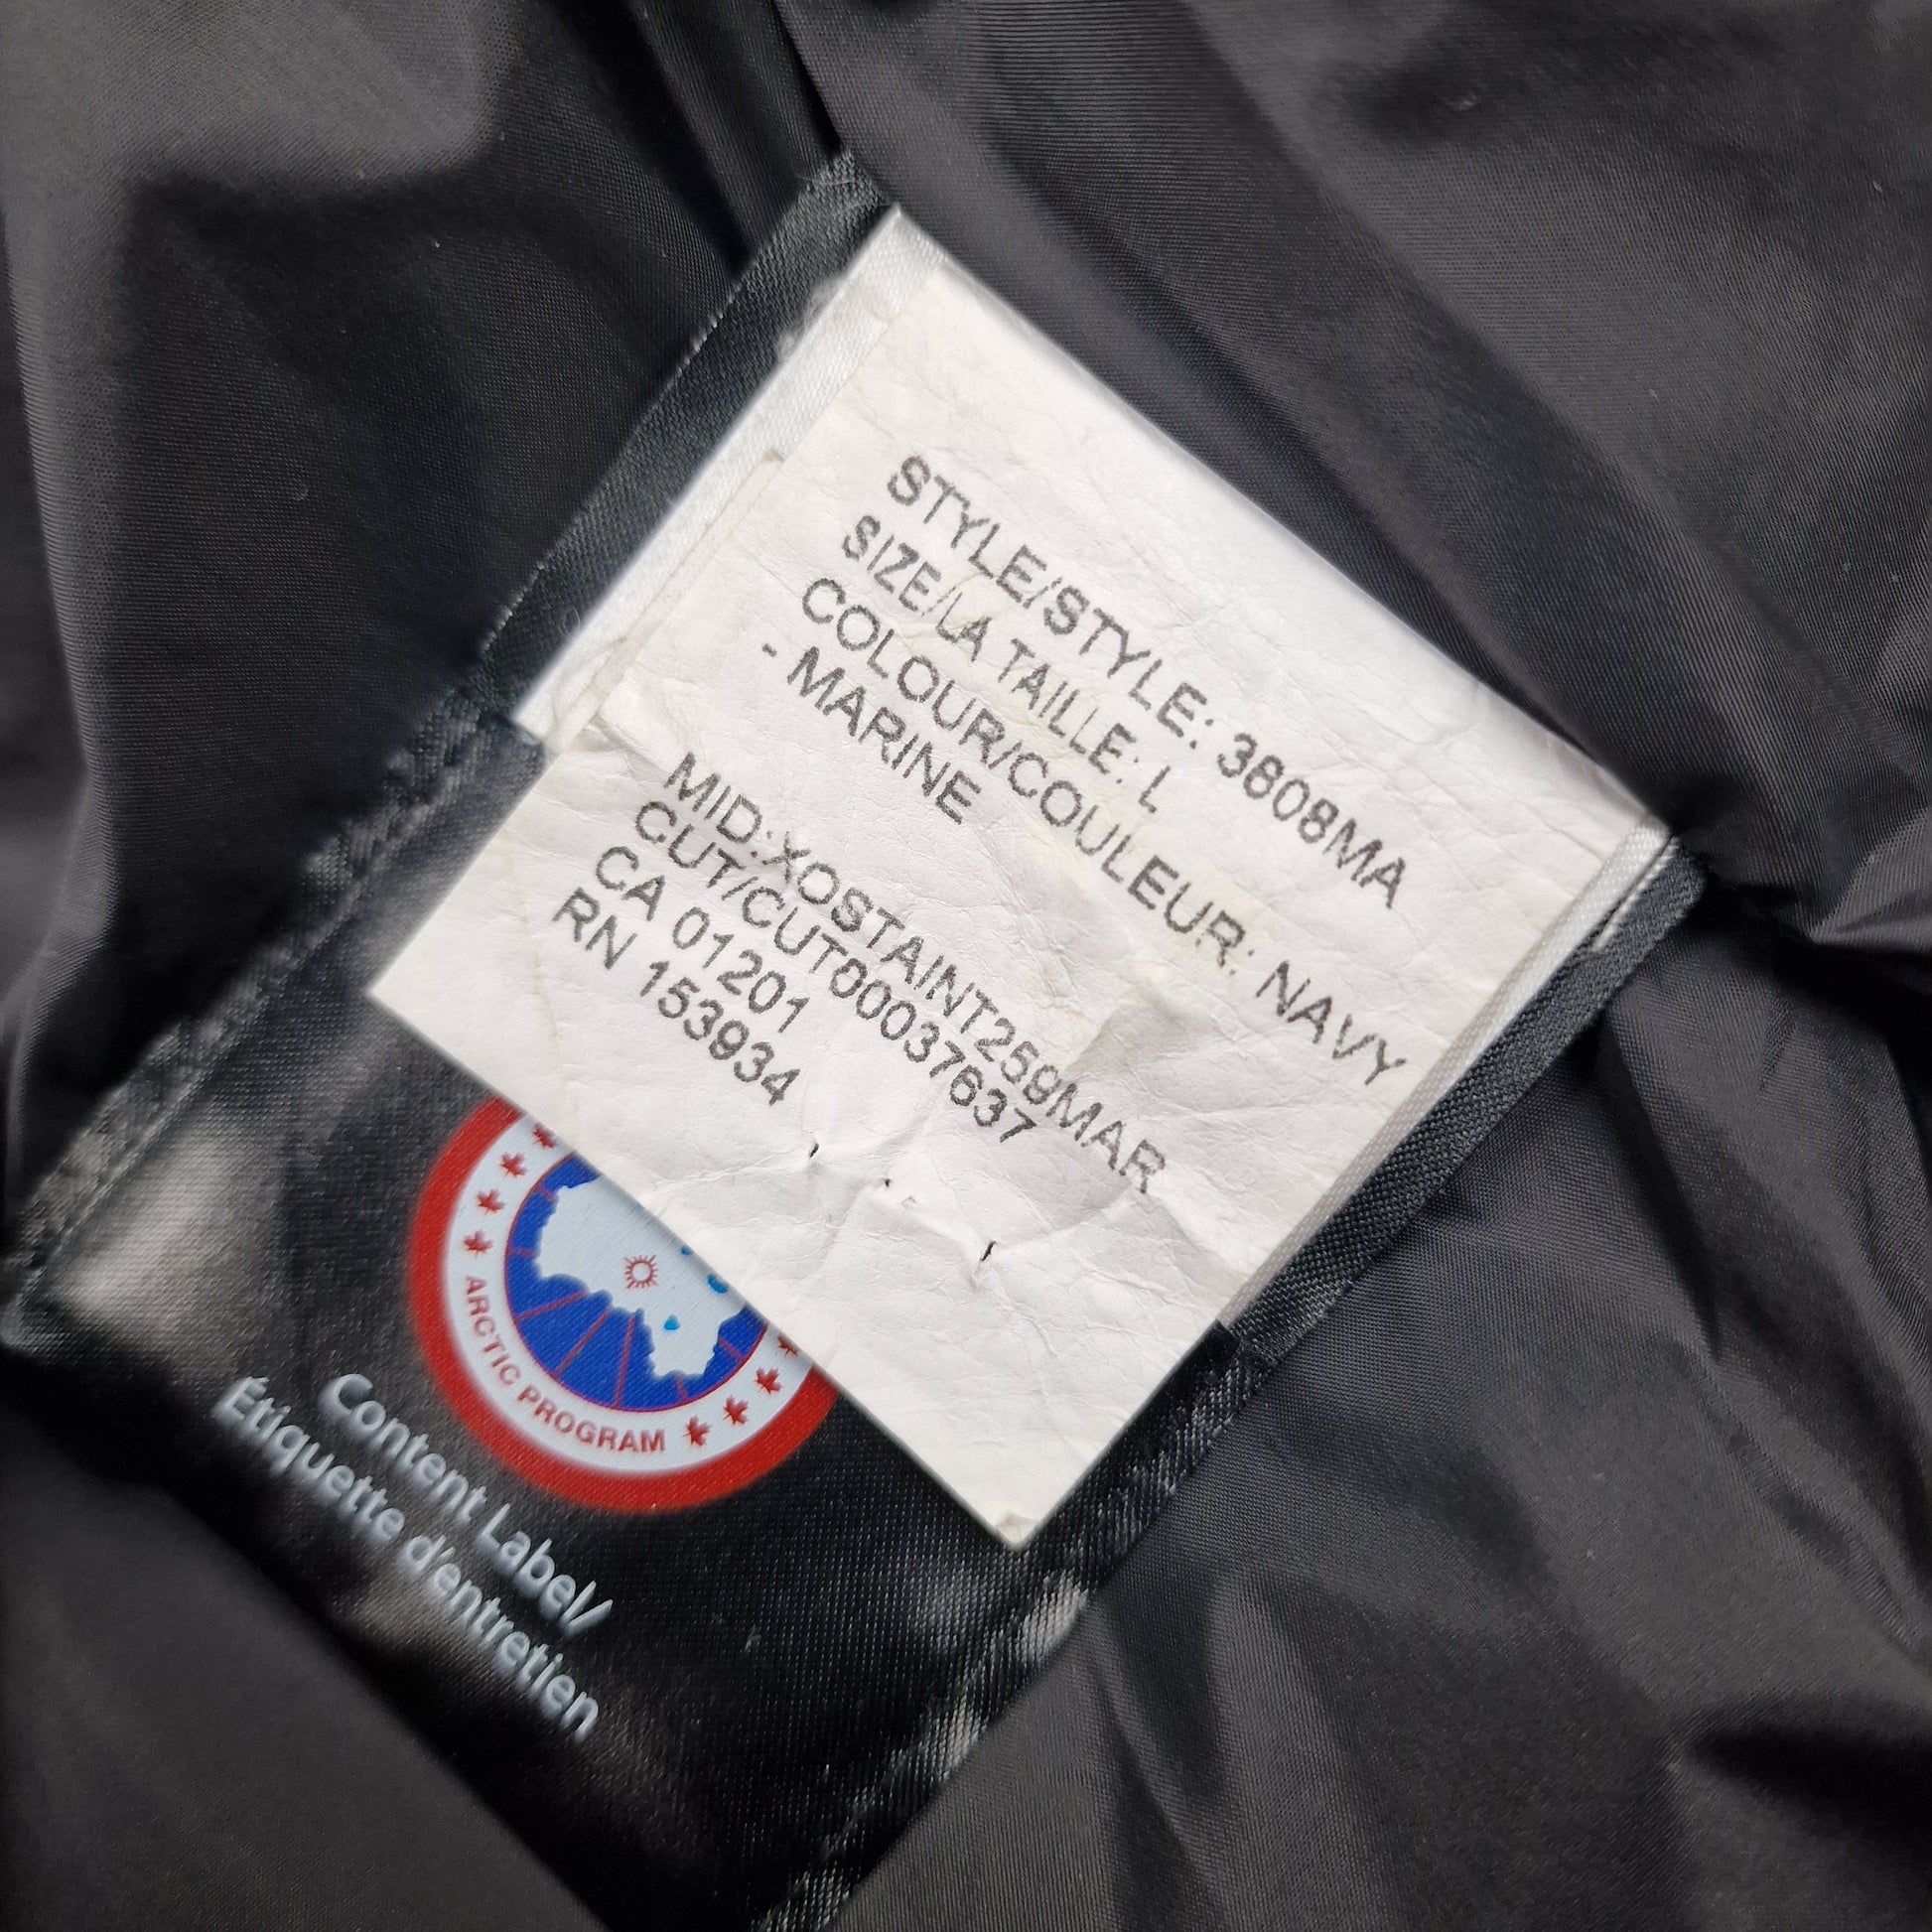 STYLE/STYLE: 3808MA
SIZE/LA TAILLE: L
COLOUR/COULEUR: NAVY
- MARINE
MID:XOSTAINT259MAR
CUT/CUT00037637
CA 01201
RN 153934
ARCTIC PROGRAM
Content Label/
Étiquette d'entretien